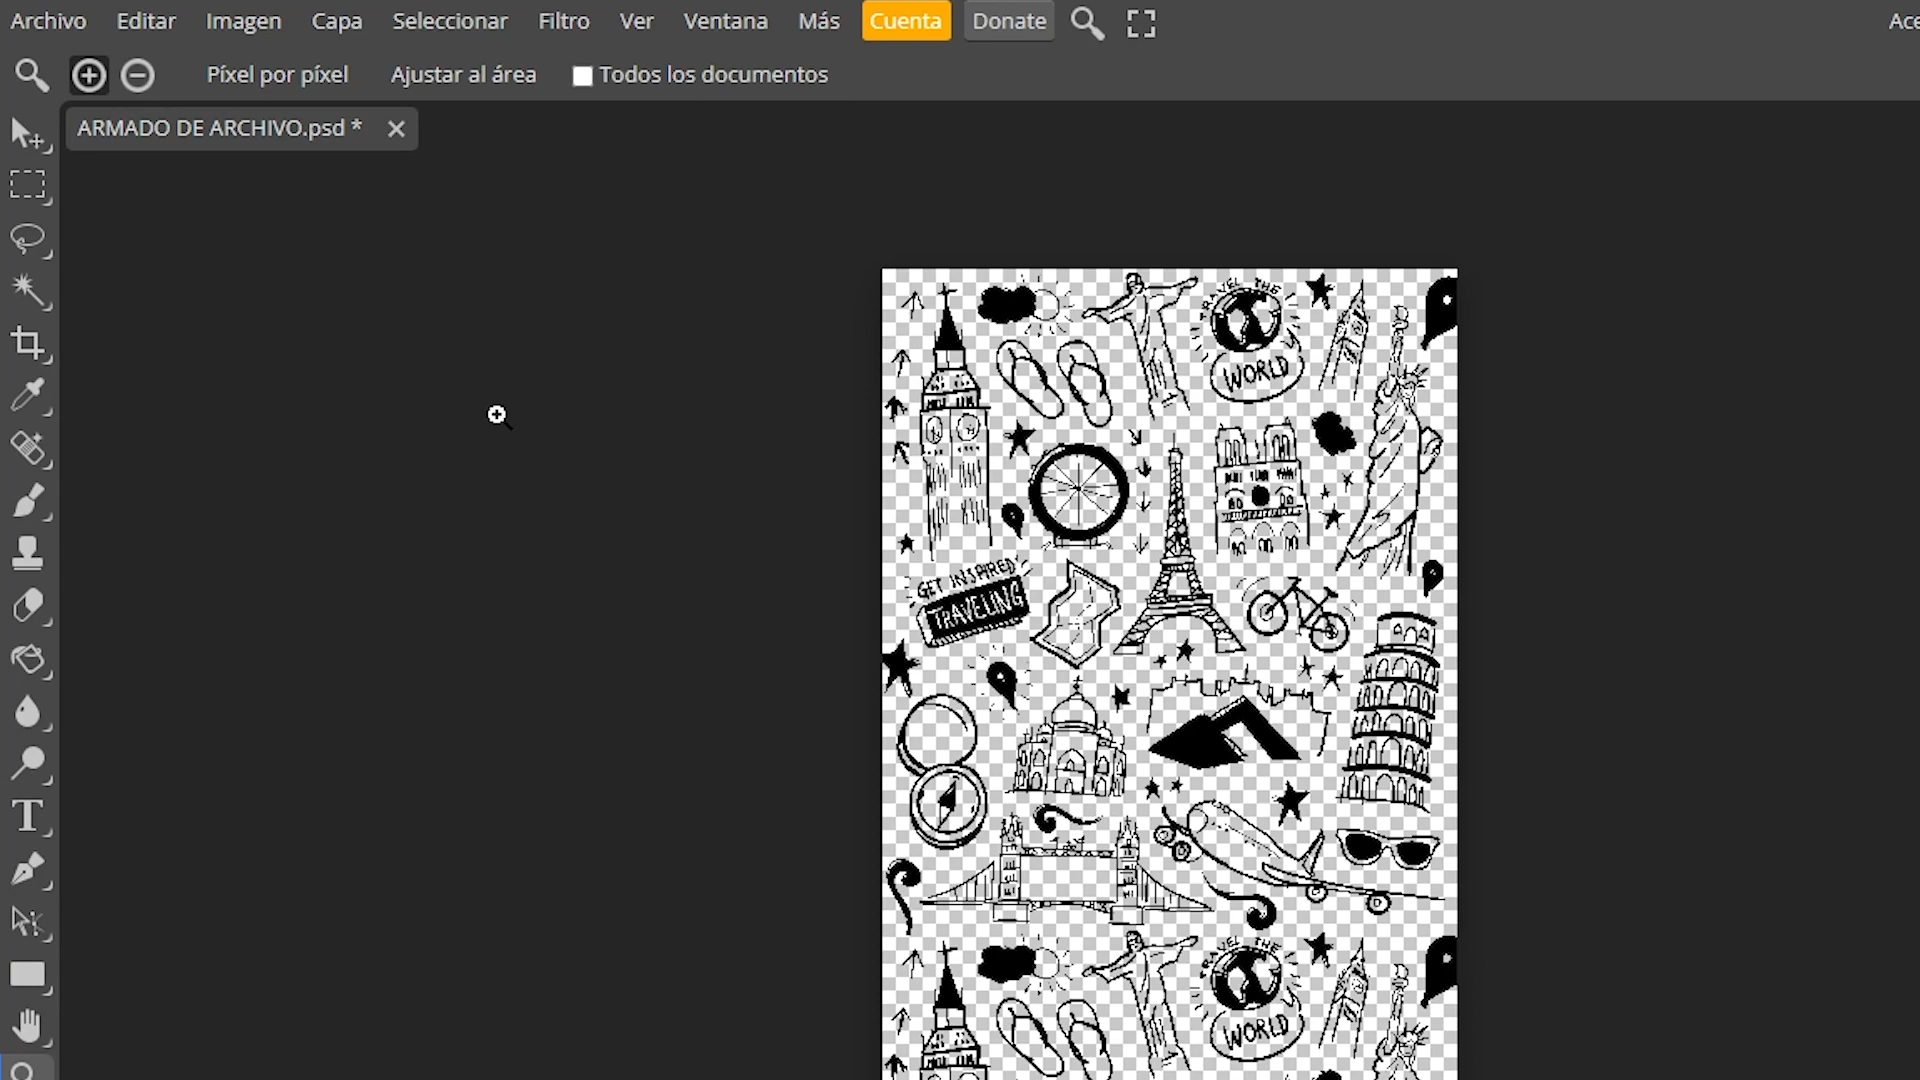 Archivo Editar Imagen Capa Seleccionar Filtro Ver Ventana Más Cuenta Donate Ace
Píxel por píxel Ajustar al área Todos los documentos
ARMADO DE ARCHIVO.psd *
TRAVEL THE
WORLD
GET INSPIRED
TRAVELING
TRAVEL THE
WORLD